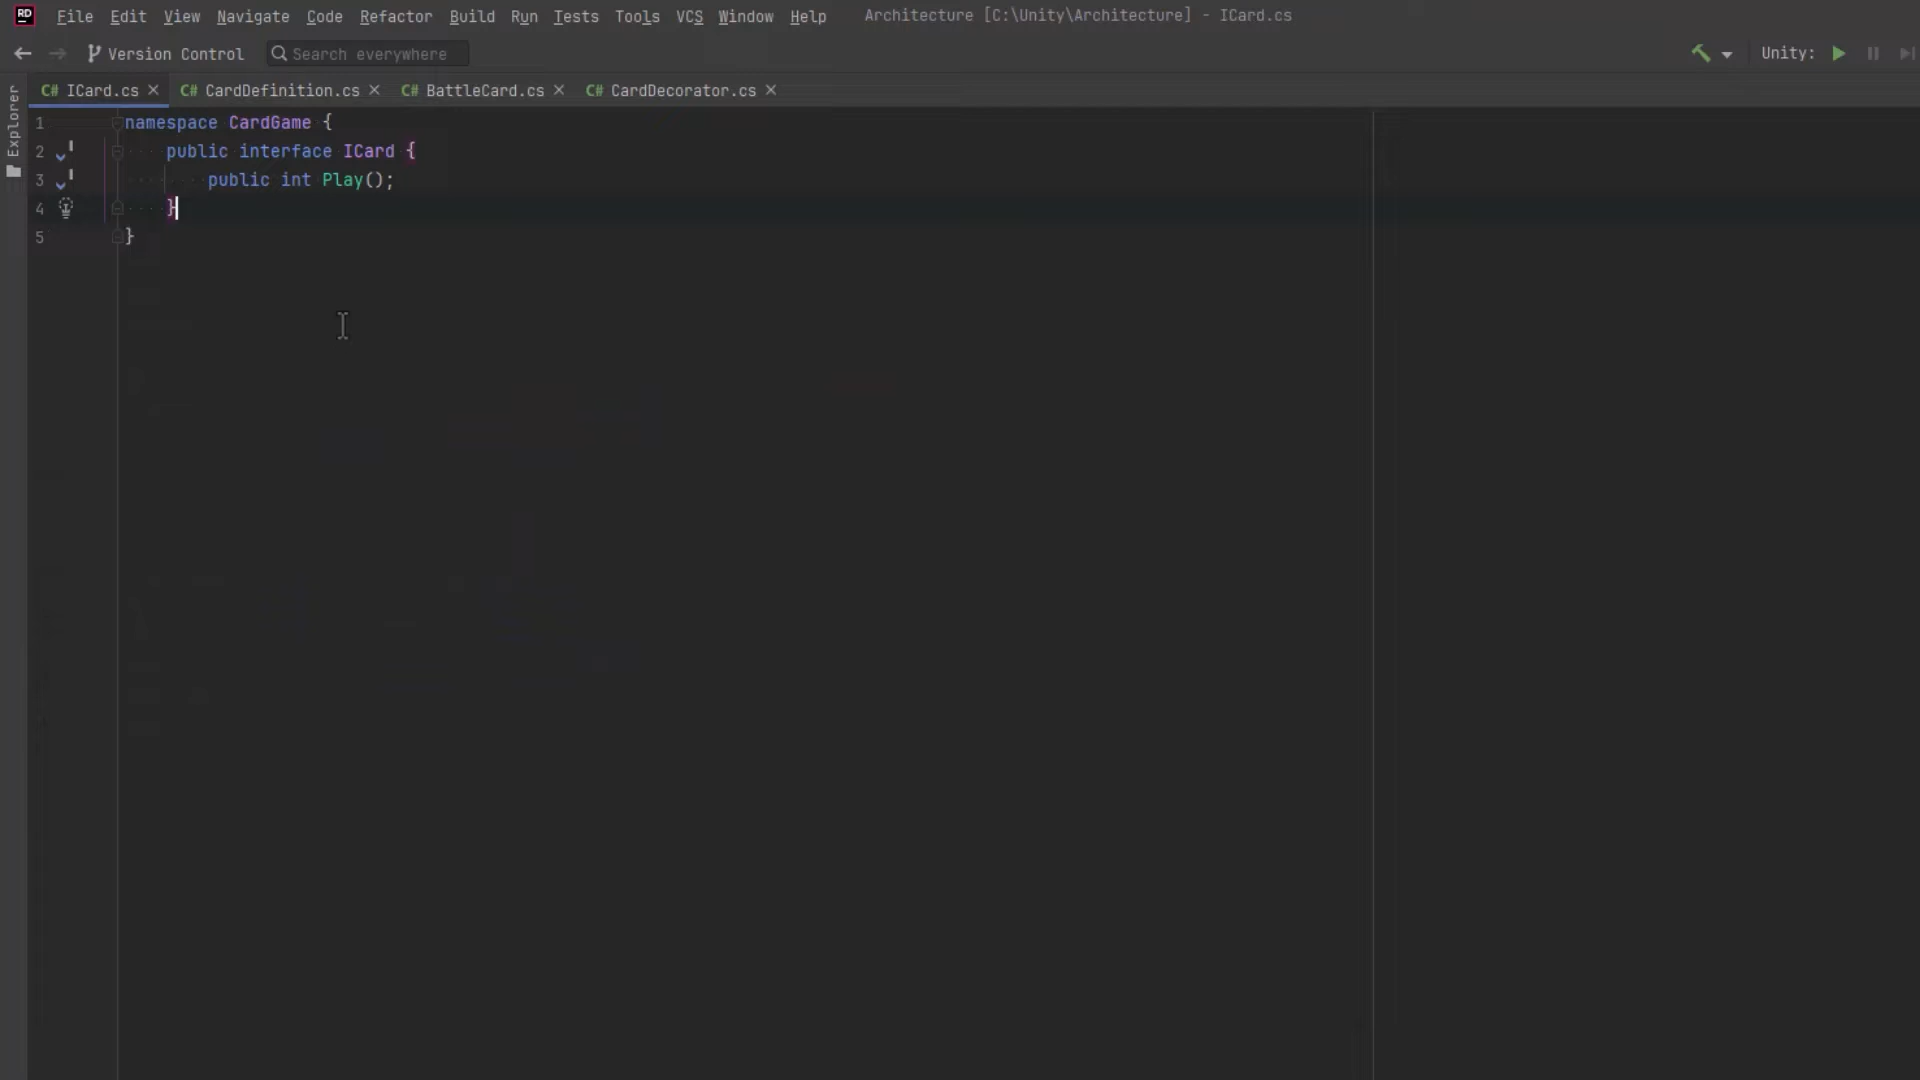 RD File Edit View Navigate Code Refactor Build Run Tests Tools VCS Window Help Architecture [C:\Unity\Architecture] - ICard.cs
Version Control Search everywhere Unity:
C# ICard.cs C# CardDefinition.cs C# BattleCard.cs C# CardDecorator.cs
Explorer
1 namespace CardGame {
2 public interface ICard {
3 public int Play();
4 }
5 }